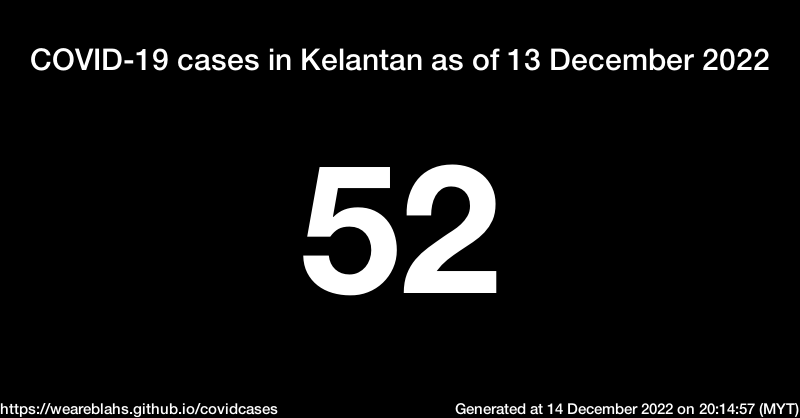 COVID-19 cases in Kelantan as of 13 December 2022
52
https://weareblahs.github.io/covidcases
Generated at 14 December 2022 on 20:14:57 (MYT)